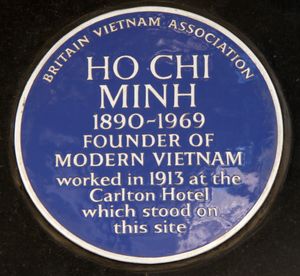 BRITAIN VIETNAM ASSOCIATION
HO CHI
MINH
1890~1969
FOUNDER OF
MODERN VIETNAM
worked in 1913 at the
Carlton Hotel
which stood on
this site